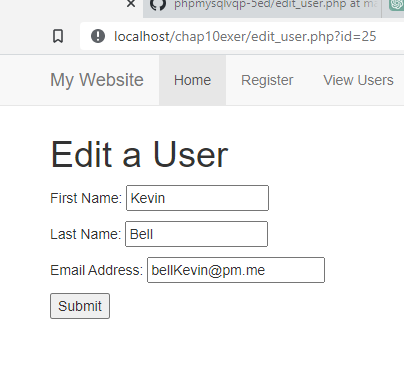 phpmysqlvqp-5ed/edit_user.php at ma
localhost/chap10exer/edit_user.php?id=25
My Website Home Register View Users
Edit a User
First Name: Kevin
Last Name: Bell
Email Address: bellKevin@pm.me
Submit